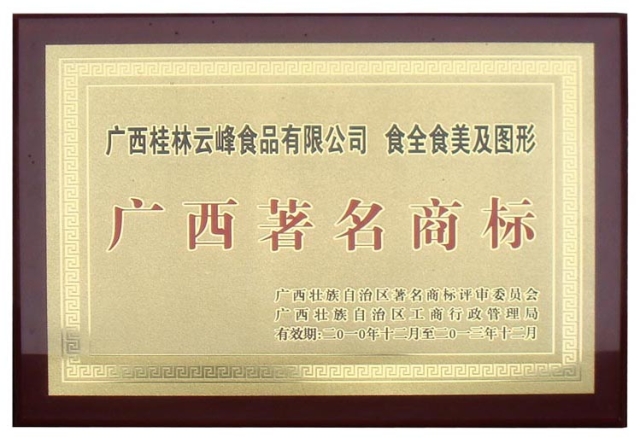 广西桂林云峰食品有限公司 食全食美及图形
广西著名商标
广西壮族自治区著名商标评审委员会
广西壮族自治区工商行政管理局
有效期:二〇一〇年十二月至二〇一三年十二月